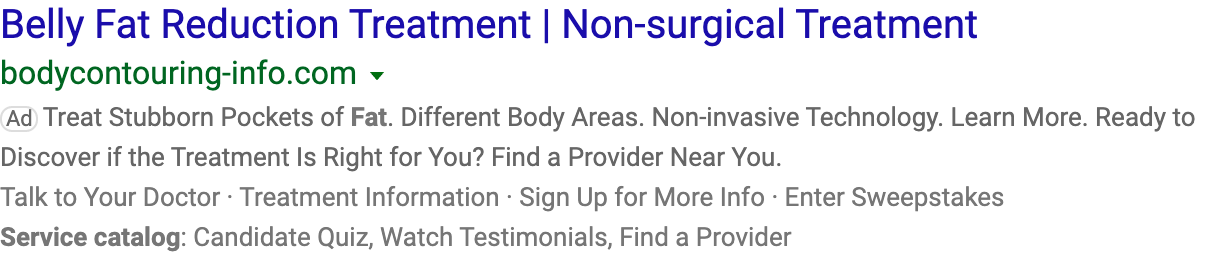 Belly Fat Reduction Treatment | Non-surgical Treatment
bodycontouring-info.com
Ad Treat Stubborn Pockets of Fat. Different Body Areas. Non-invasive Technology. Learn More. Ready to
Discover if the Treatment Is Right for You? Find a Provider Near You.
Talk to Your Doctor · Treatment Information · Sign Up for More Info · Enter Sweepstakes
Service catalog: Candidate Quiz, Watch Testimonials, Find a Provider